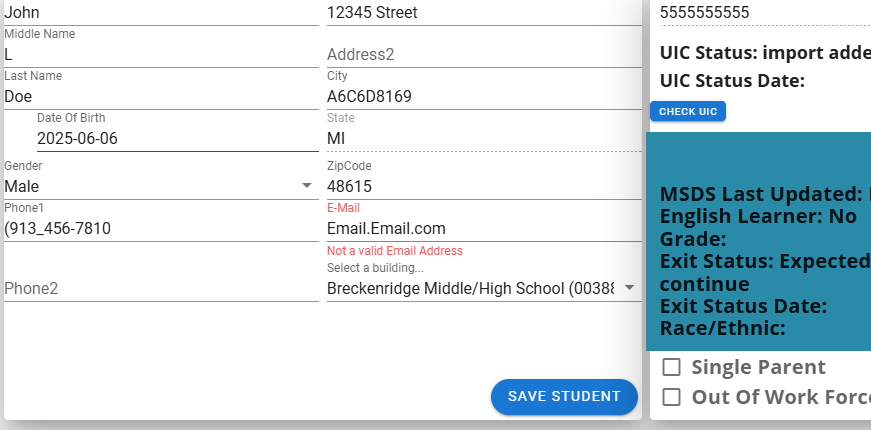 John
12345 Street
Middle Name
L
Address2
Last Name
Doe
City
A6C6D8169
Date Of Birth
2025-06-06
State
MI
Gender
Male
ZipCode
48615
Phone1
(913_456-7810
E-Mail
Email.Email.com
Not a valid Email Address
Phone2
Select a building...
Breckenridge Middle/High School (0038
SAVE STUDENT
5555555555
UIC Status: import adde
UIC Status Date:
CHECK UIC
MSDS Last Updated:
English Learner: No
Grade:
Exit Status: Expected
continue
Exit Status Date:
Race/Ethnic:
Single Parent
Out Of Work Forc